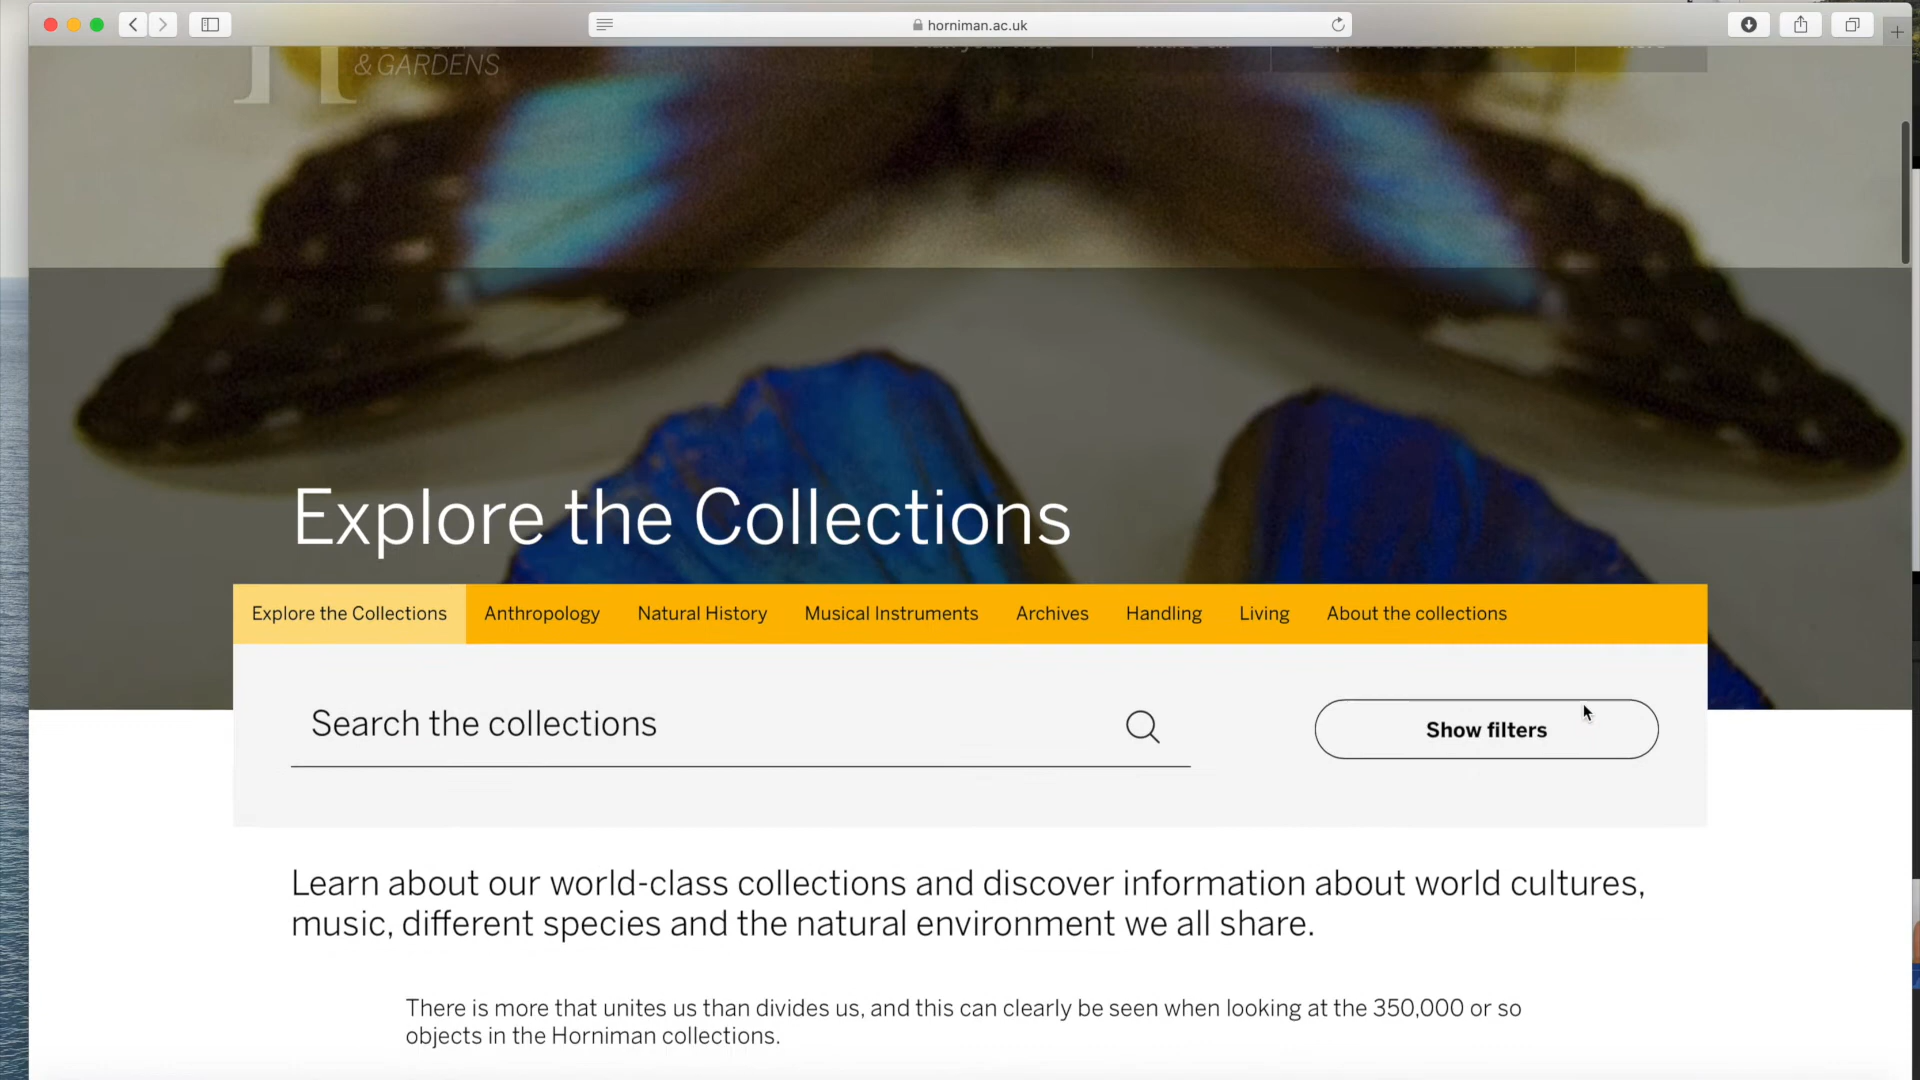 horniman.ac.uk
& GARDENS
Explore the Collections
Explore the Collections Anthropology Natural History Musical Instruments Archives Handling Living About the collections
Search the collections
Show filters
Learn about our world-class collections and discover information about world cultures,
music, different species and the natural environment we all share.
There is more that unites us than divides us, and this can clearly be seen when looking at the 350,000 or so
objects in the Horniman collections.